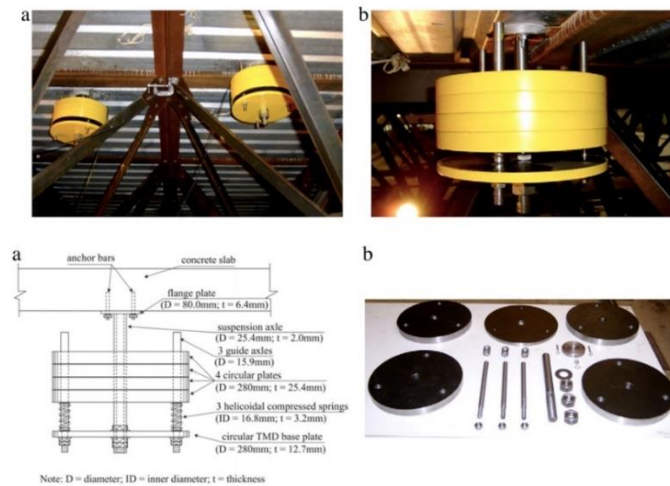 a
b
a
anchor bars
concrete slab
flange plate
(D = 80.0mm; t = 6.4mm)
suspension axle
(D = 25.4mm; t = 2.0mm)
3 guide axles
(D = 15.9mm)
4 circular plates
(D = 280mm; t = 25.4mm)
3 helicoidal compressed springs
(ID = 16.8mm; t = 3.2mm)
circular TMD base plate
(D = 280mm; t = 12.7mm)
Note: D = diameter; ID = inner diameter; t = thickness
b